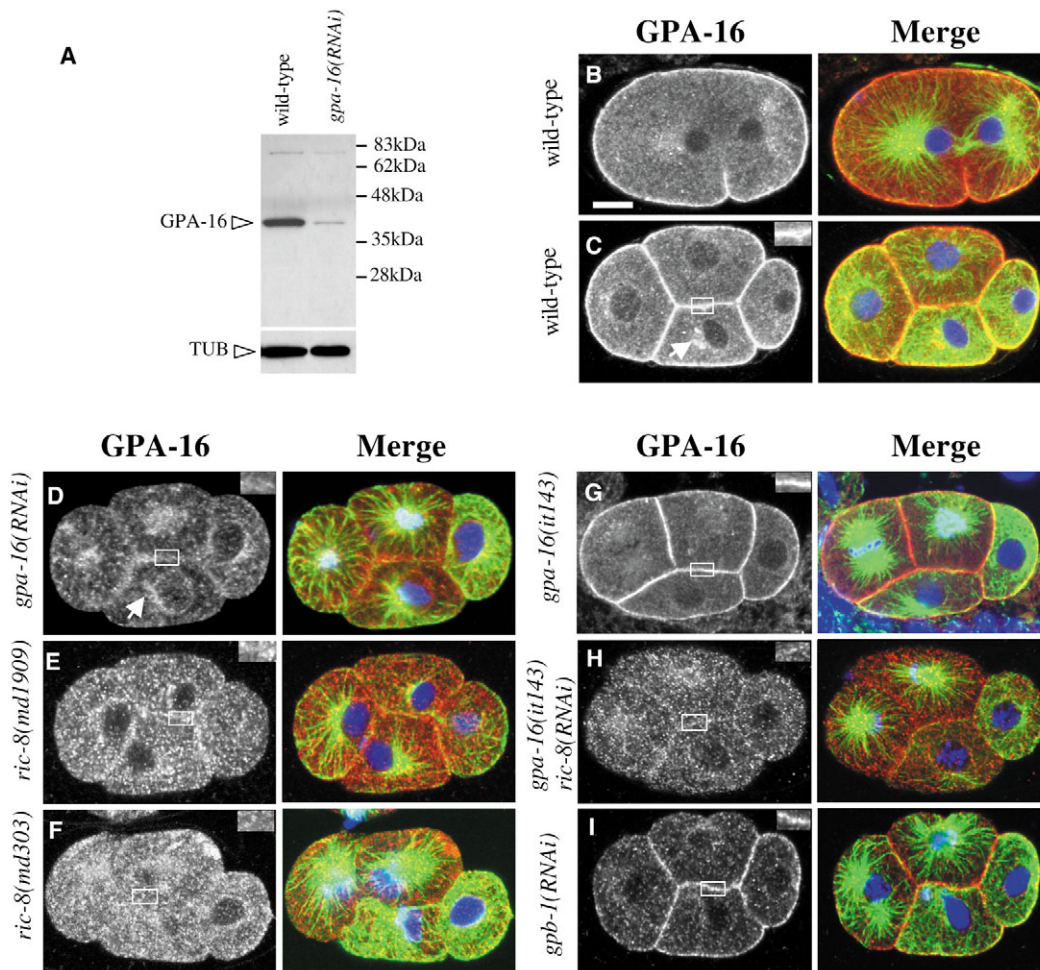 A
wild-type
gpa-16(RNAi)
83kDa
62kDa
48kDa
GPA-16
35kDa
28kDa
TUB
GPA-16
Merge
wild-type
B
wild-type
C
GPA-16
Merge
gpa-16(RNAi)
D
ric-8(md1909)
E
ric-8(md303)
F
GPA-16
Merge
gpa-16(it143)
G
gpa-16(it143)
ric-8(RNAi)
H
gpb-1(RNAi)
I